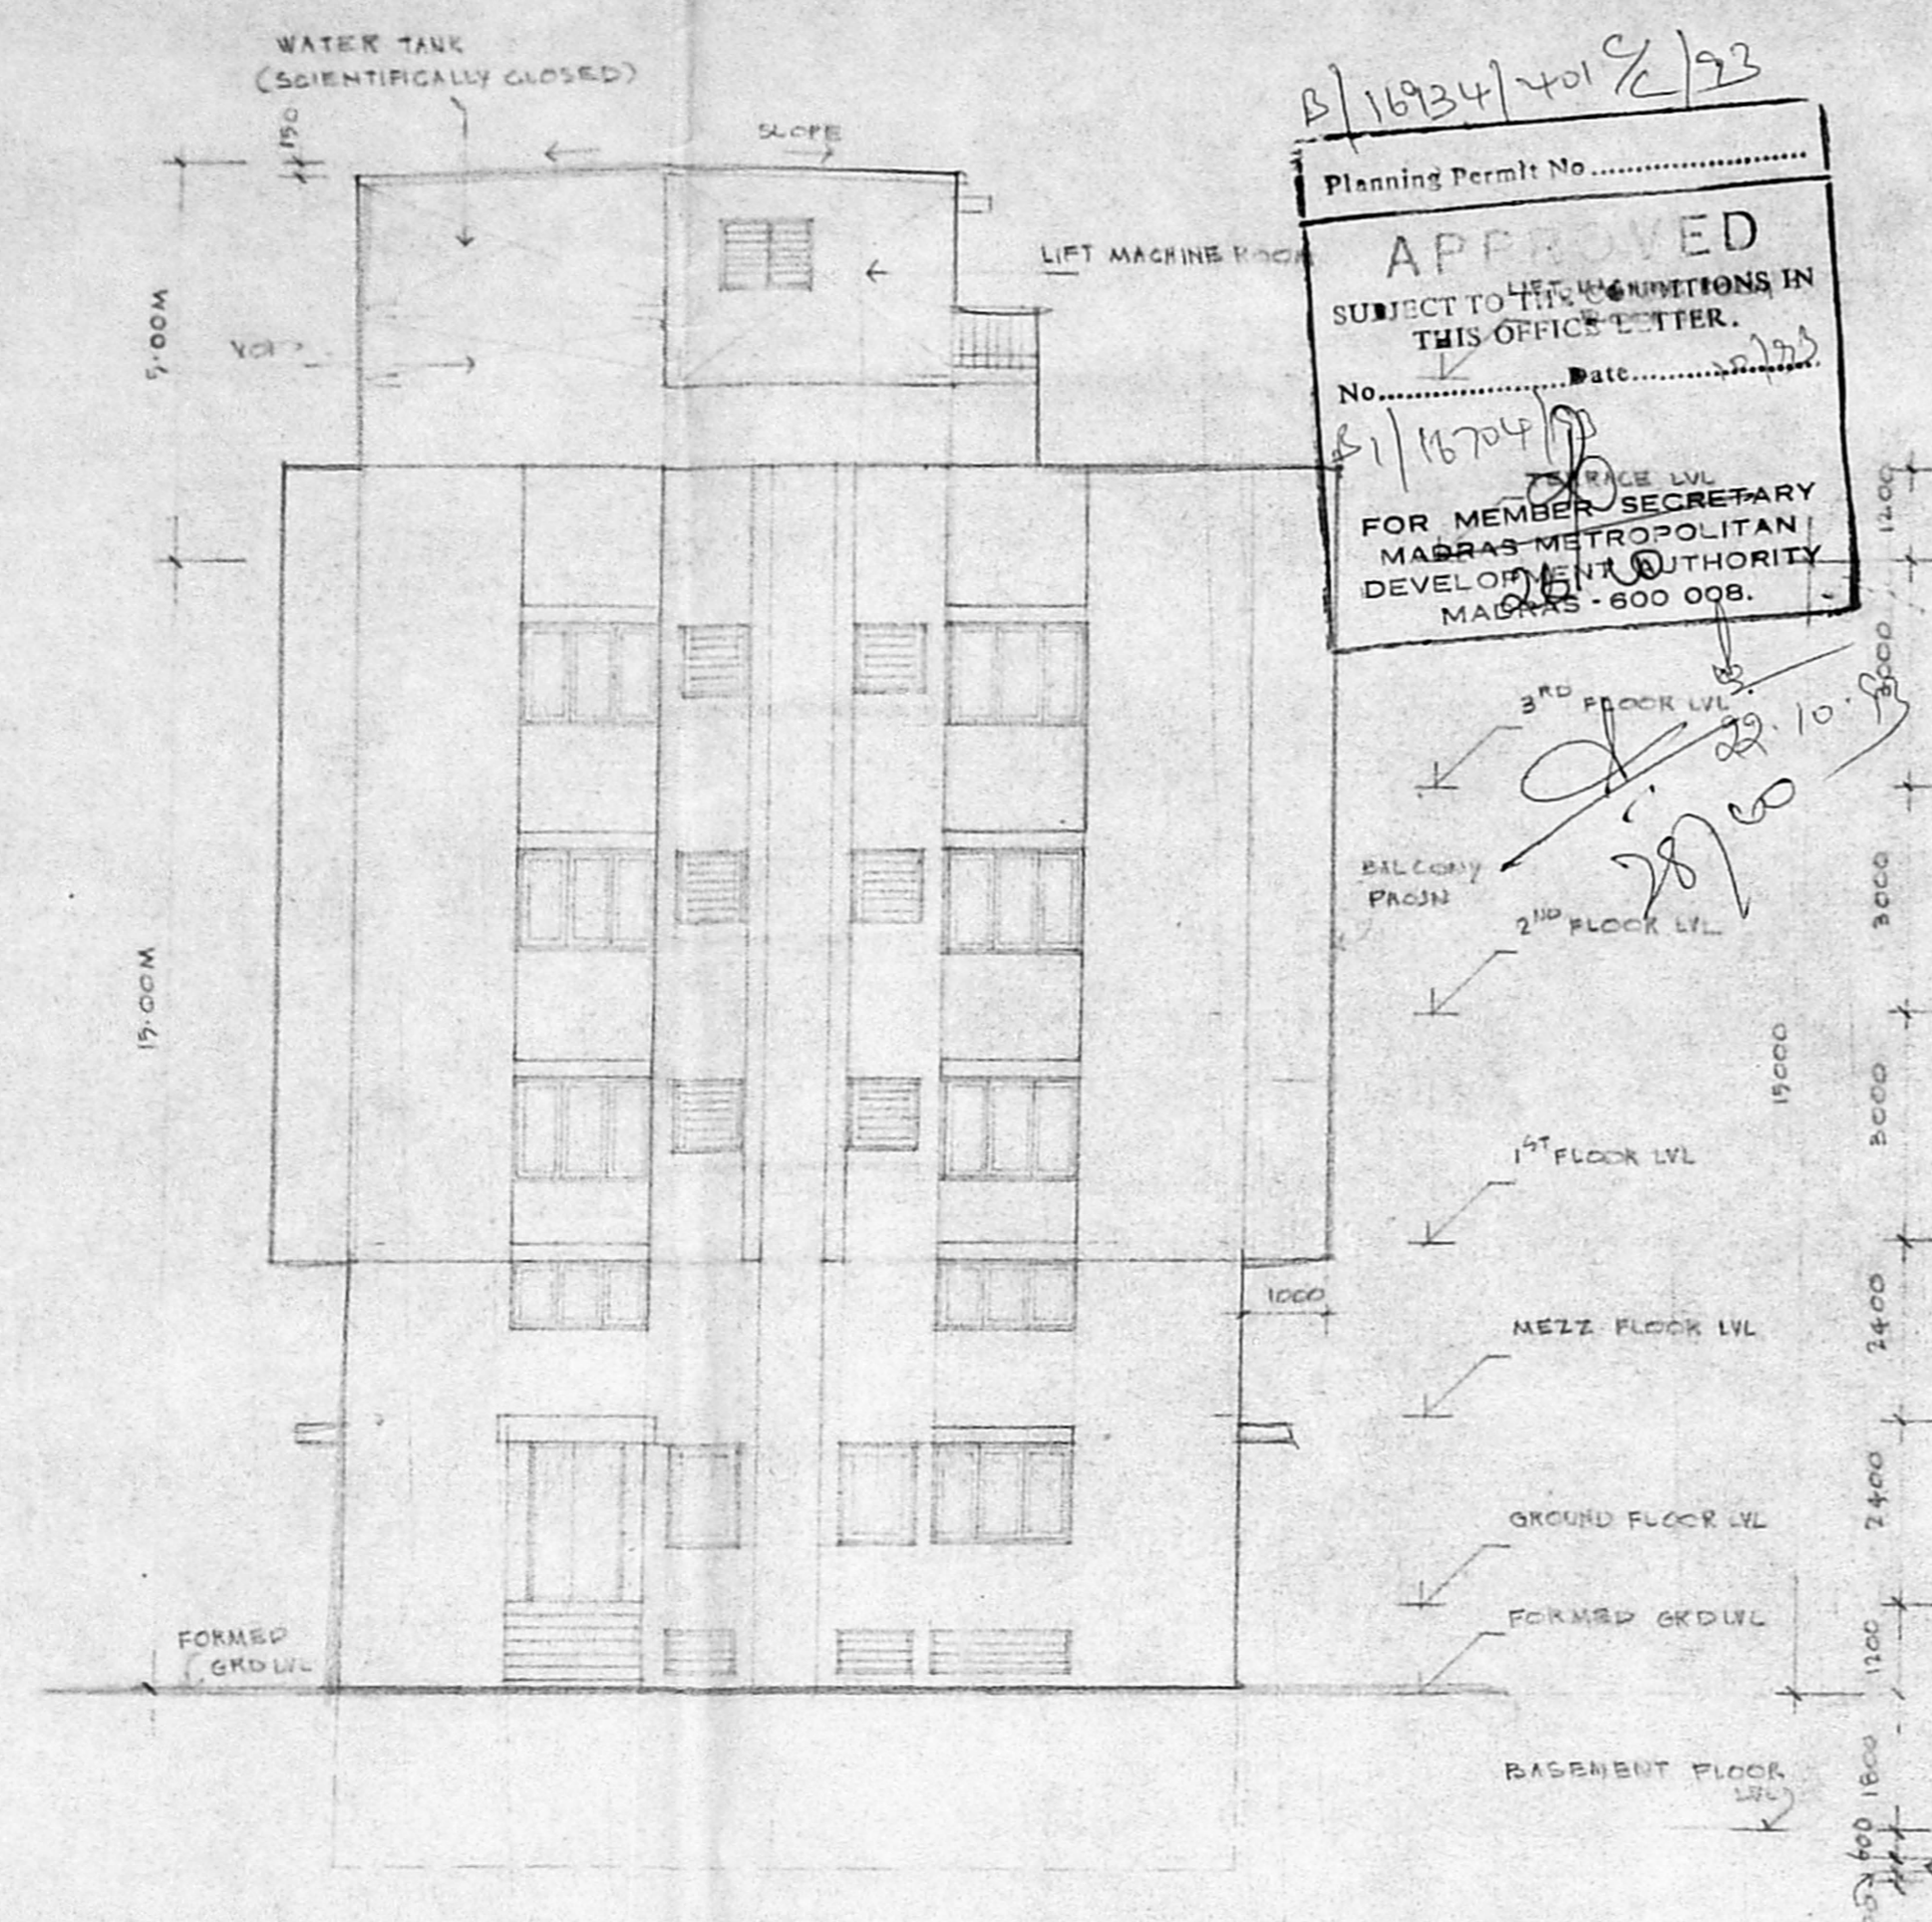 WATER TANK
(SCIENTIFICALLY CLOSED)
150
SLOPE
5.00M
LIFT MACHINE ROOM
15.00M
FORMED
GRD LVL
B/16934/401 /93
Planning Permit No
APPROVED
SUBJECT TO THE CONDITIONS IN
THIS OFFICE LETTER.
No Date
B1/16704/93
TERRACE LVL
FOR MEMBER SECRETARY
MADRAS METROPOLITAN
DEVELOPMENT AUTHORITY
MADRAS - 600 008.
1200
3000
3RD FLOOR LVL
22.10.93
BALCONY
PROJN
2ND FLOOR LVL
3000
15000
3000
1ST FLOOR LVL
1000
2400
MEZZ FLOOR LVL
2400
GROUND FLOOR LVL
FORMED GRD LVL
1200
BASEMENT FLOOR
LVL
1800
600